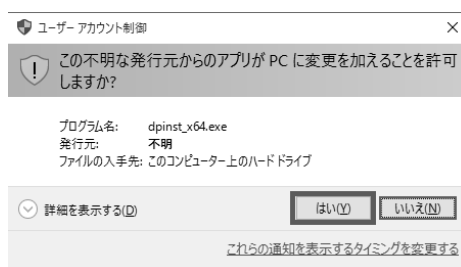 ユーザー アカウント制御
この不明な発行元からのアプリが PC に変更を加えることを許可
しますか?
プログラム名: dpinst_x64.exe
発行元: 不明
ファイルの入手先: このコンピューター上のハード ドライブ
詳細を表示する(D) はい(Y) いいえ(N)
これらの通知を表示するタイミングを変更する